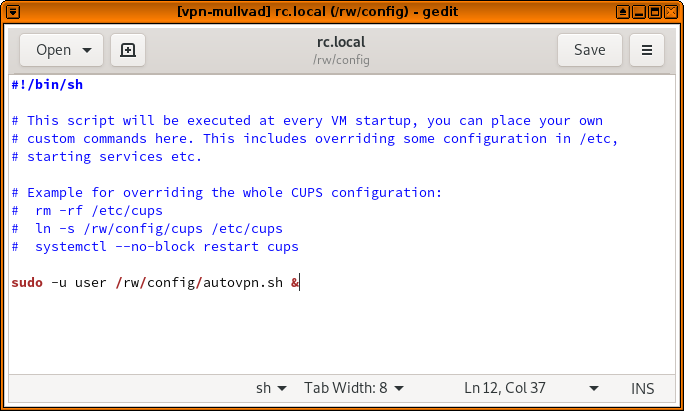 [vpn-mullvad] rc.local (/rw/config) - gedit
Open
rc.local
/rw/config
Save
#!/bin/sh
# This script will be executed at every VM startup, you can place your own
# custom commands here. This includes overriding some configuration in /etc,
# starting services etc.
# Example for overriding the whole CUPS configuration:
#  rm -rf /etc/cups
#  ln -s /rw/config/cups /etc/cups
#  systemctl --no-block restart cups
sudo -u user /rw/config/autovpn.sh &
sh
Tab Width: 8
Ln 12, Col 37
INS